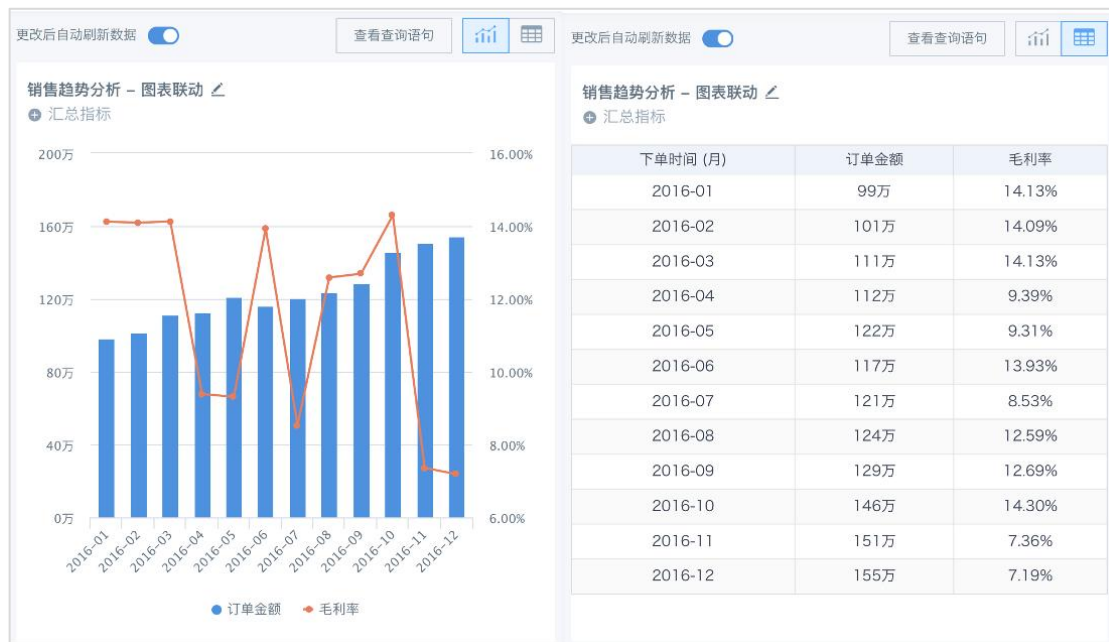 更改后自动刷新数据 查看查询语句
销售趋势分析 – 图表联动
汇总指标
200万 16.00%
160万 14.00%
120万 12.00%
80万 10.00%
40万 8.00%
0万 6.00%
2016-01 2016-02 2016-03 2016-04 2016-05 2016-06 2016-07 2016-08 2016-09 2016-10 2016-11 2016-12
订单金额 毛利率
更改后自动刷新数据 查看查询语句
销售趋势分析 – 图表联动
汇总指标
下单时间 (月) 订单金额 毛利率
2016-01 99万 14.13%
2016-02 101万 14.09%
2016-03 111万 14.13%
2016-04 112万 9.39%
2016-05 122万 9.31%
2016-06 117万 13.93%
2016-07 121万 8.53%
2016-08 124万 12.59%
2016-09 129万 12.69%
2016-10 146万 14.30%
2016-11 151万 7.36%
2016-12 155万 7.19%